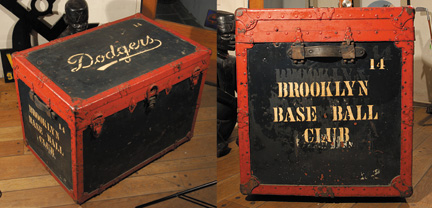 Dodgers
14
BROOKLYN
BASE BALL
CLUB
14
BROOKLYN
BASE BALL
CLUB